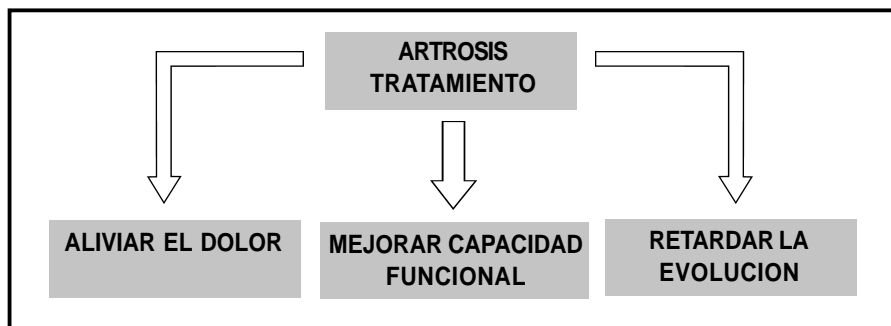 ARTROSIS
TRATAMIENTO
ALIVIAR EL DOLOR
MEJORAR CAPACIDAD
FUNCIONAL
RETARDAR LA
EVOLUCION